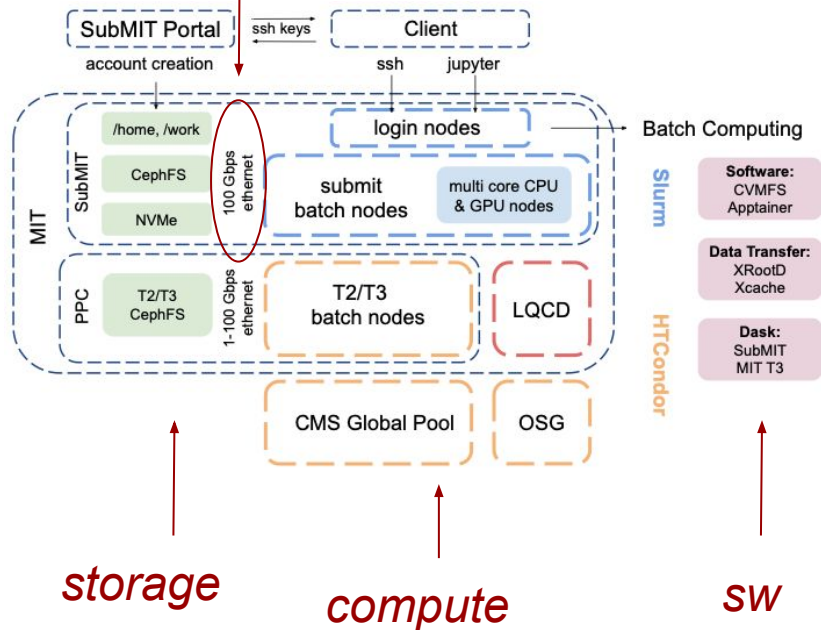 SubMIT Portal
ssh keys
Client
account creation
ssh
jupyter
MIT
SubMIT
/home, /work
CephFS
NVMe
100 Gbps
ethernet
login nodes
Batch Computing
submit
batch nodes
multi core CPU
& GPU nodes
Slurm
Software:
CVMFS
Apptainer
PPC
T2/T3
CephFS
1-100 Gbps
ethernet
T2/T3
batch nodes
LQCD
HTCondor
Data Transfer:
XRootD
Xcache
Dask:
SubMIT
MIT T3
CMS Global Pool
OSG
storage
compute
sw